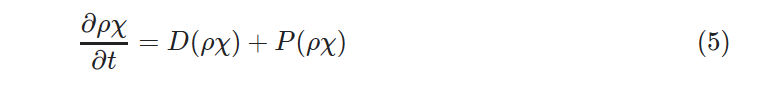 ∂ρχ/∂t = D(ρχ) + P(ρχ) (5)